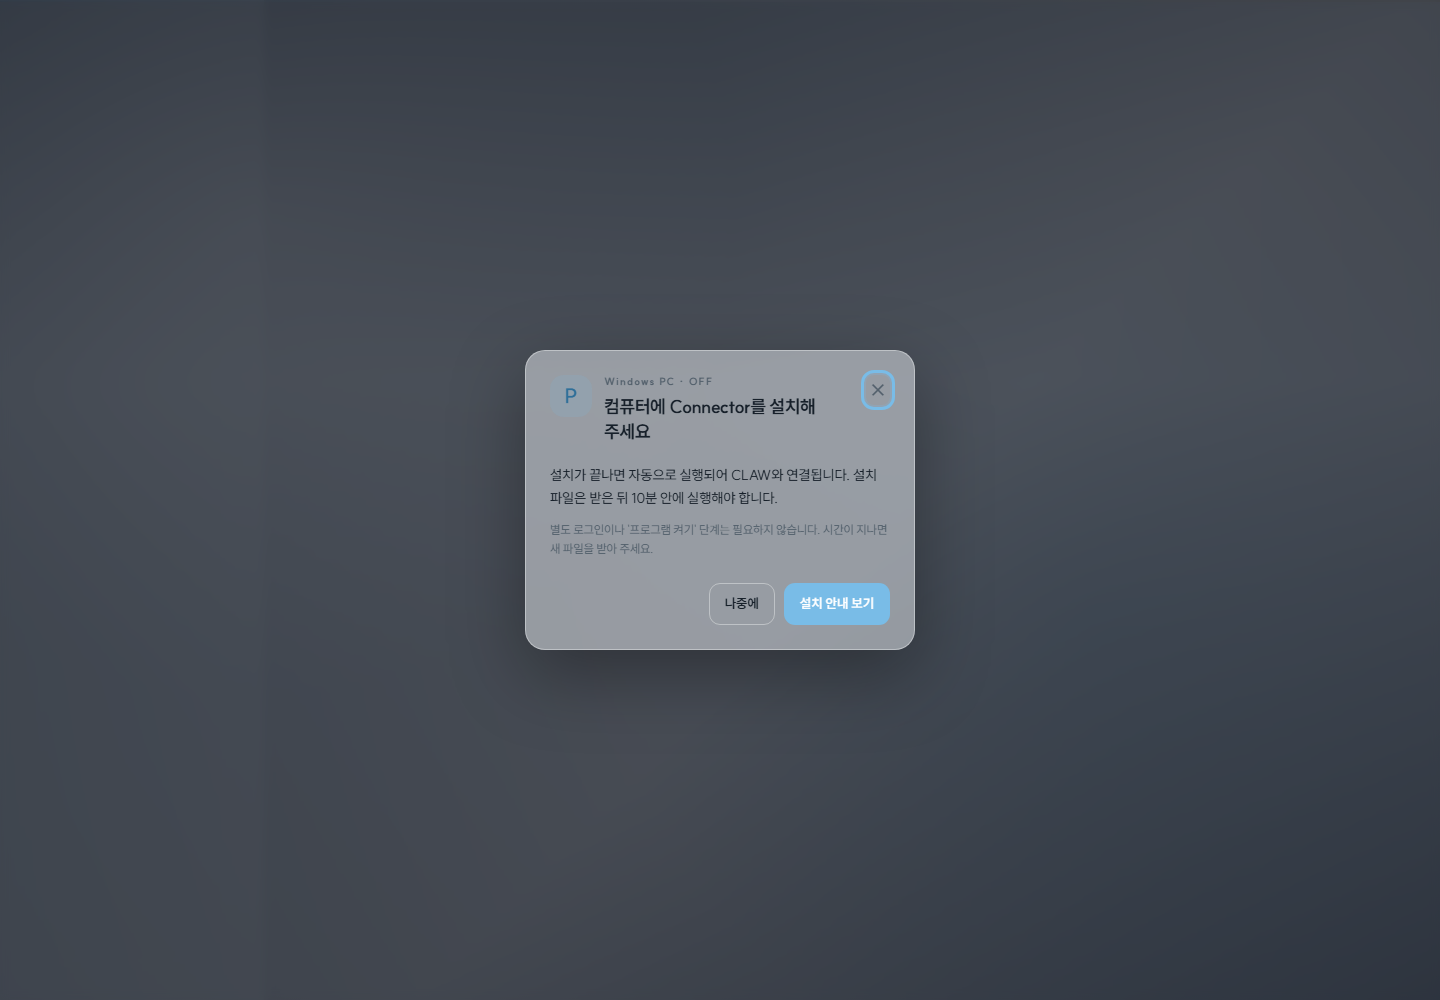 P
Windows PC · OFF
컴퓨터에 Connector를 설치해
주세요
설치가 끝나면 자동으로 실행되어 CLAW와 연결됩니다. 설치
파일은 받은 뒤 10분 안에 실행해야 합니다.
별도 로그인이나 '프로그램 켜기' 단계는 필요하지 않습니다. 시간이 지나면
새 파일을 받아 주세요.
나중에
설치 안내 보기